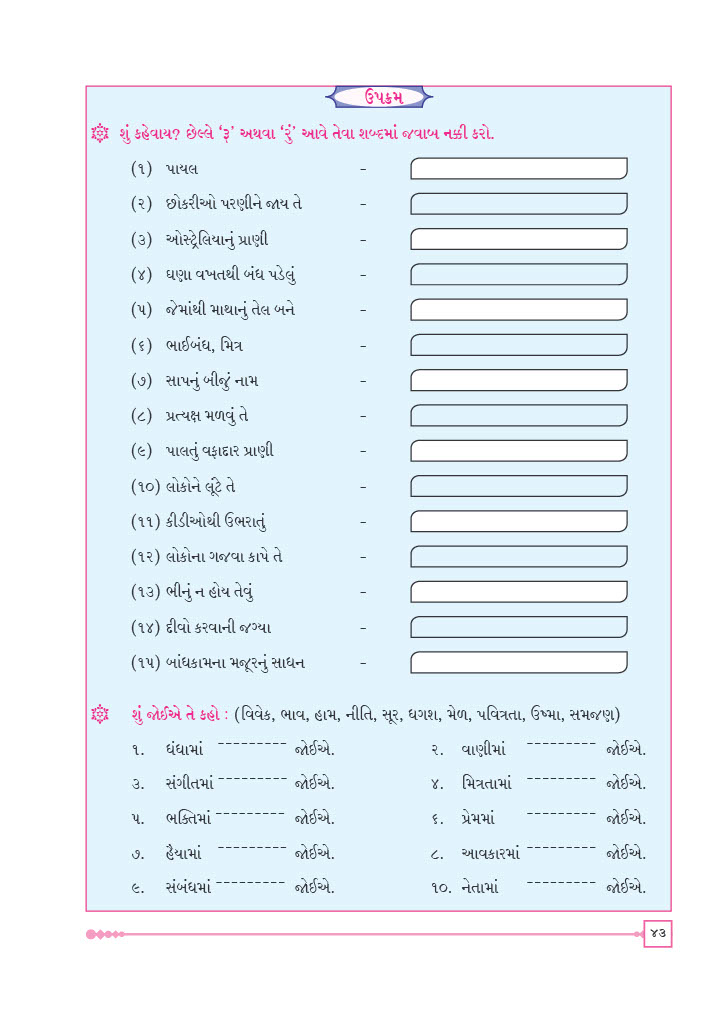 ઉપક્રમ
શું કહેવાય? છેલ્લે ‘રૂ’ અથવા ‘રું’ આવે તેવા શબ્દમાં જવાબ નક્કી કરો.
(૧) પાયલ –
(૨) છોકરીઓ પરણીને જાય તે –
(૩) ઓસ્ટ્રેલિયાનું પ્રાણી –
(૪) ઘણા વખતથી બંધ પડેલું –
(૫) જેમાંથી માથાનું તેલ બને –
(૬) ભાઈબંધ, મિત્ર –
(૭) સાપનું બીજું નામ –
(૮) પ્રત્યક્ષ મળવું તે –
(૯) પાલતું વફાદાર પ્રાણી –
(૧૦) લોકોને લૂંટે તે –
(૧૧) કીડીઓથી ઉભરાતું –
(૧૨) લોકોના ગજવા કાપે તે –
(૧૩) ભીનું ન હોય તેવું –
(૧૪) દીવો કરવાની જગ્યા –
(૧૫) બાંધકામના મજૂરનું સાધન –
શું જોઈએ તે કહો : (વિવેક, ભાવ, હામ, નીતિ, સૂર, ધગશ, મેળ, પવિત્રતા, ઉષ્મા, સમજણ)
૧. ધંધામાં --------- જોઈએ. ૨. વાણીમાં --------- જોઈએ.
૩. સંગીતમાં --------- જોઈએ. ૪. મિત્રતામાં --------- જોઈએ.
૫. ભક્તિમાં --------- જોઈએ. ૬. પ્રેમમાં --------- જોઈએ.
૭. હૈયામાં --------- જોઈએ. ૮. આવકારમાં --------- જોઈએ.
૯. સંબંધમાં --------- જોઈએ. ૧૦. નેતામાં --------- જોઈએ.
૪૩